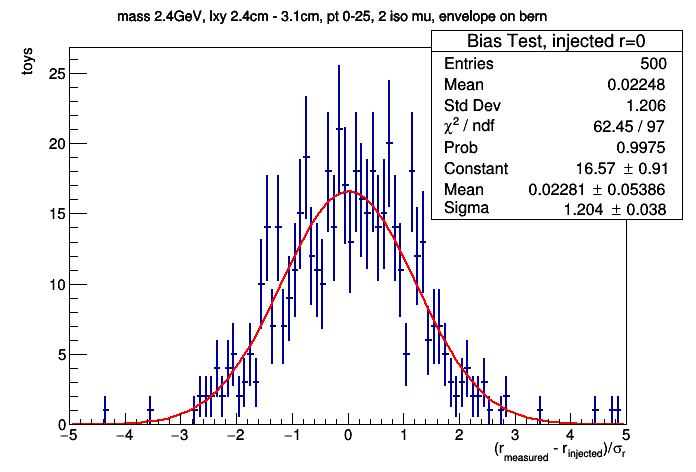 mass 2.4GeV, lxy 2.4cm - 3.1cm, pt 0-25, 2 iso mu, envelope on bern
Bias Test, injected r=0
Entries 500
Mean 0.02248
Std Dev 1.206
χ² / ndf 62.45 / 97
Prob 0.9975
Constant 16.57 ± 0.91
Mean 0.02281 ± 0.05386
Sigma 1.204 ± 0.038
toys
25
20
15
10
5
0
−5 −4 −3 −2 −1 0 1 2 3 4 5
(r_measured - r_injected)/σ_r